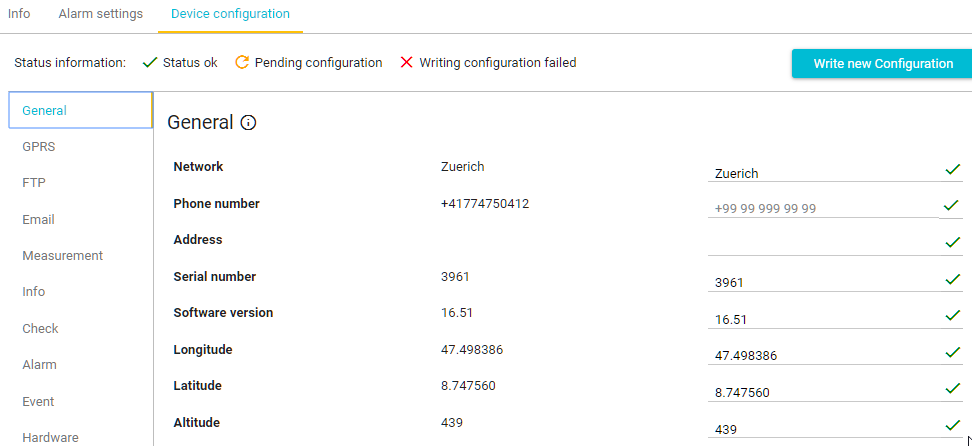 Info Alarm settings Device configuration
Status information: Status ok Pending configuration Writing configuration failed Write new Configuration
General
GPRS
FTP
Email
Measurement
Info
Check
Alarm
Event
Hardware
General
Network Zuerich Zuerich
Phone number +41774750412 +99 99 999 99 99
Address
Serial number 3961 3961
Software version 16.51 16.51
Longitude 47.498386 47.498386
Latitude 8.747560 8.747560
Altitude 439 439